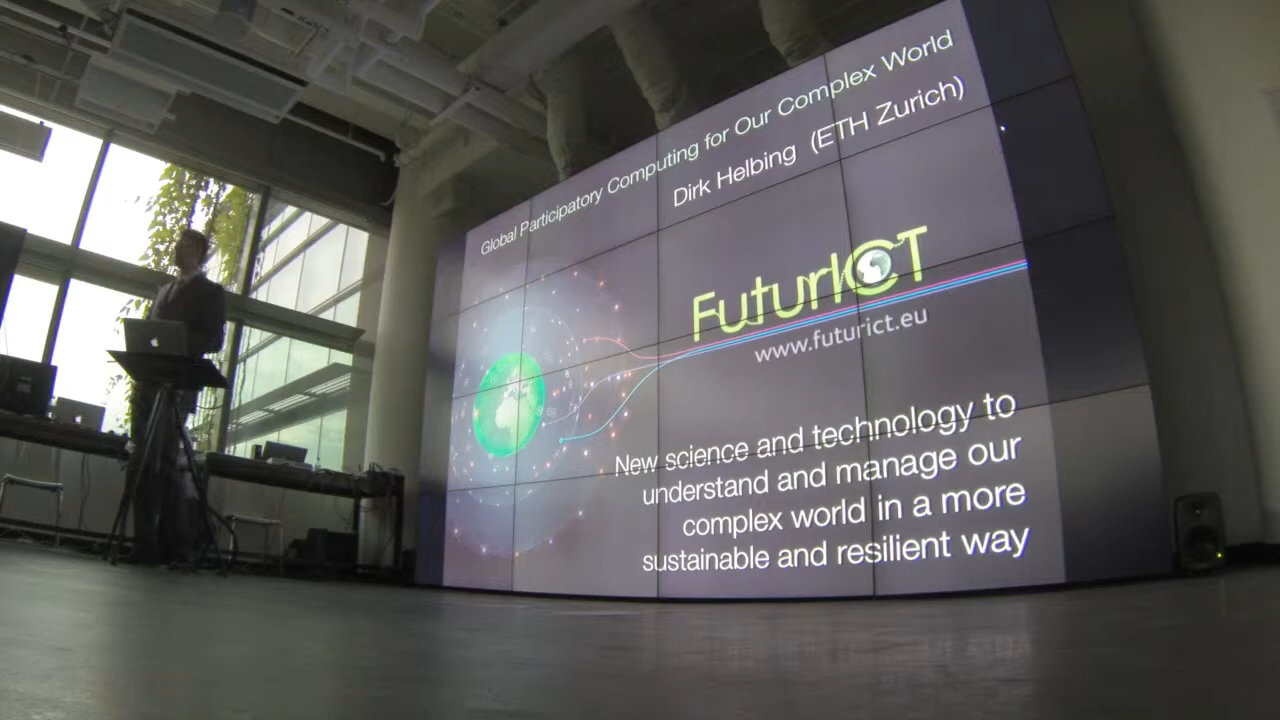 Global Participatory Computing for Our Complex World
Dirk Helbing (ETH Zurich)
FuturICT
www.futurict.eu
New science and technology to
understand and manage our
complex world in a more
sustainable and resilient way